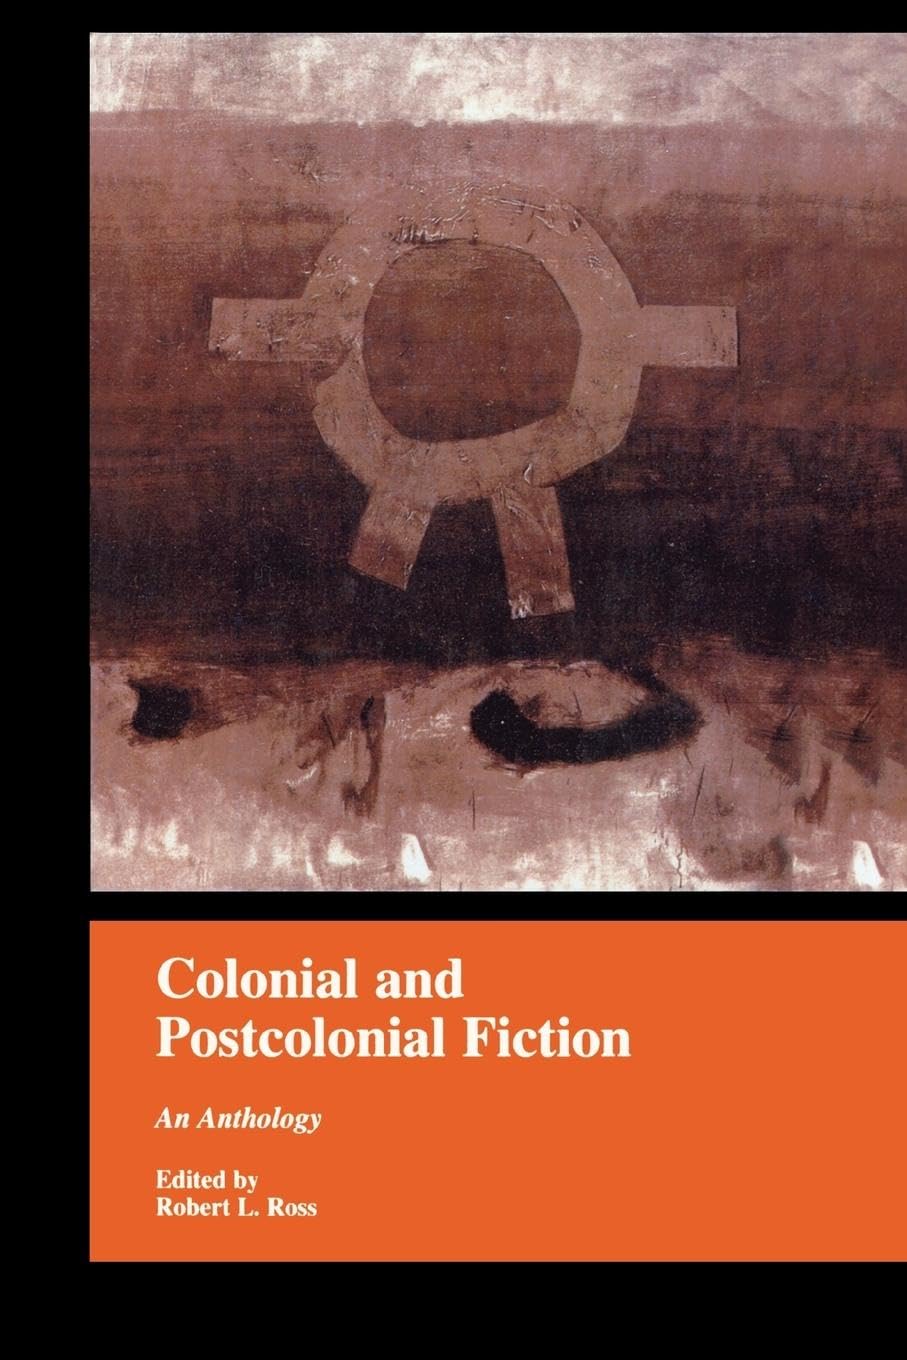 Colonial and
Postcolonial Fiction
An Anthology
Edited by
Robert L. Ross